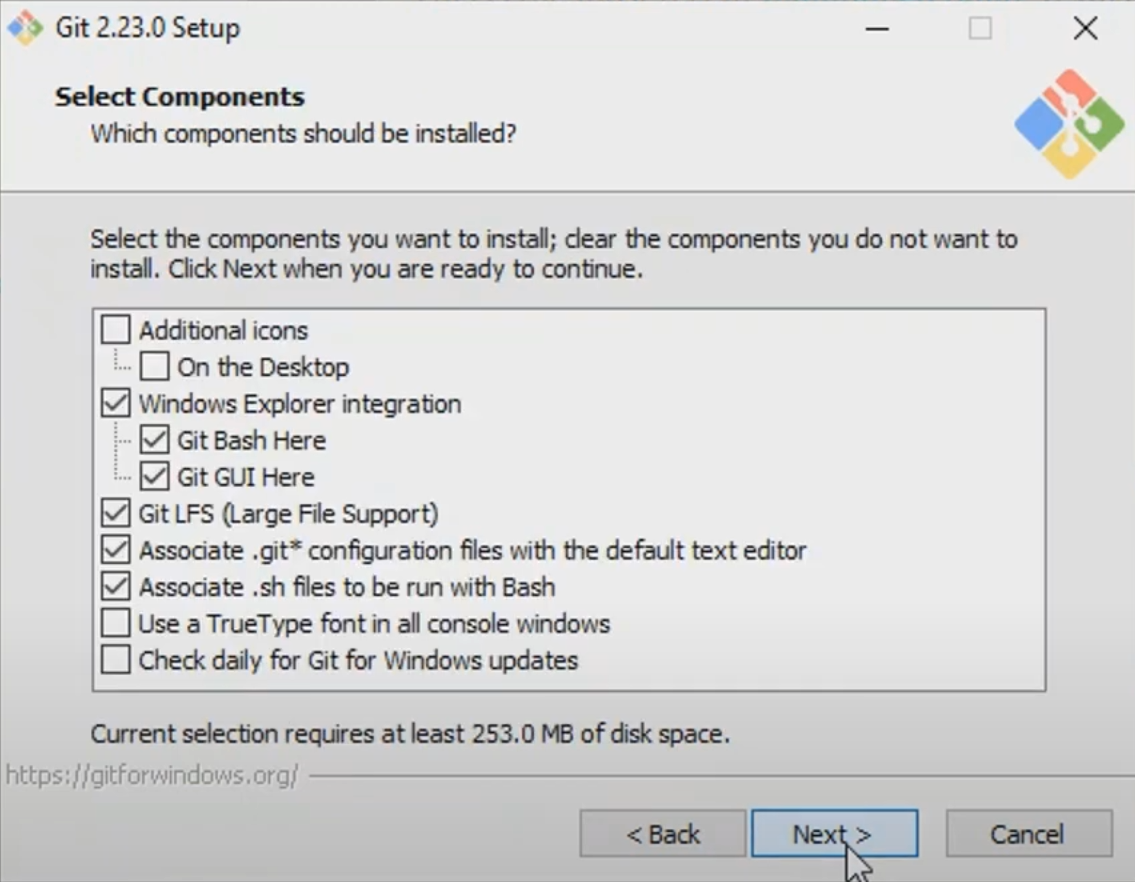 Git 2.23.0 Setup
Select Components
Which components should be installed?
Select the components you want to install; clear the components you do not want to
install. Click Next when you are ready to continue.
Additional icons
On the Desktop
Windows Explorer integration
Git Bash Here
Git GUI Here
Git LFS (Large File Support)
Associate .git* configuration files with the default text editor
Associate .sh files to be run with Bash
Use a TrueType font in all console windows
Check daily for Git for Windows updates
Current selection requires at least 253.0 MB of disk space.
https://gitforwindows.org/
< Back
Next >
Cancel